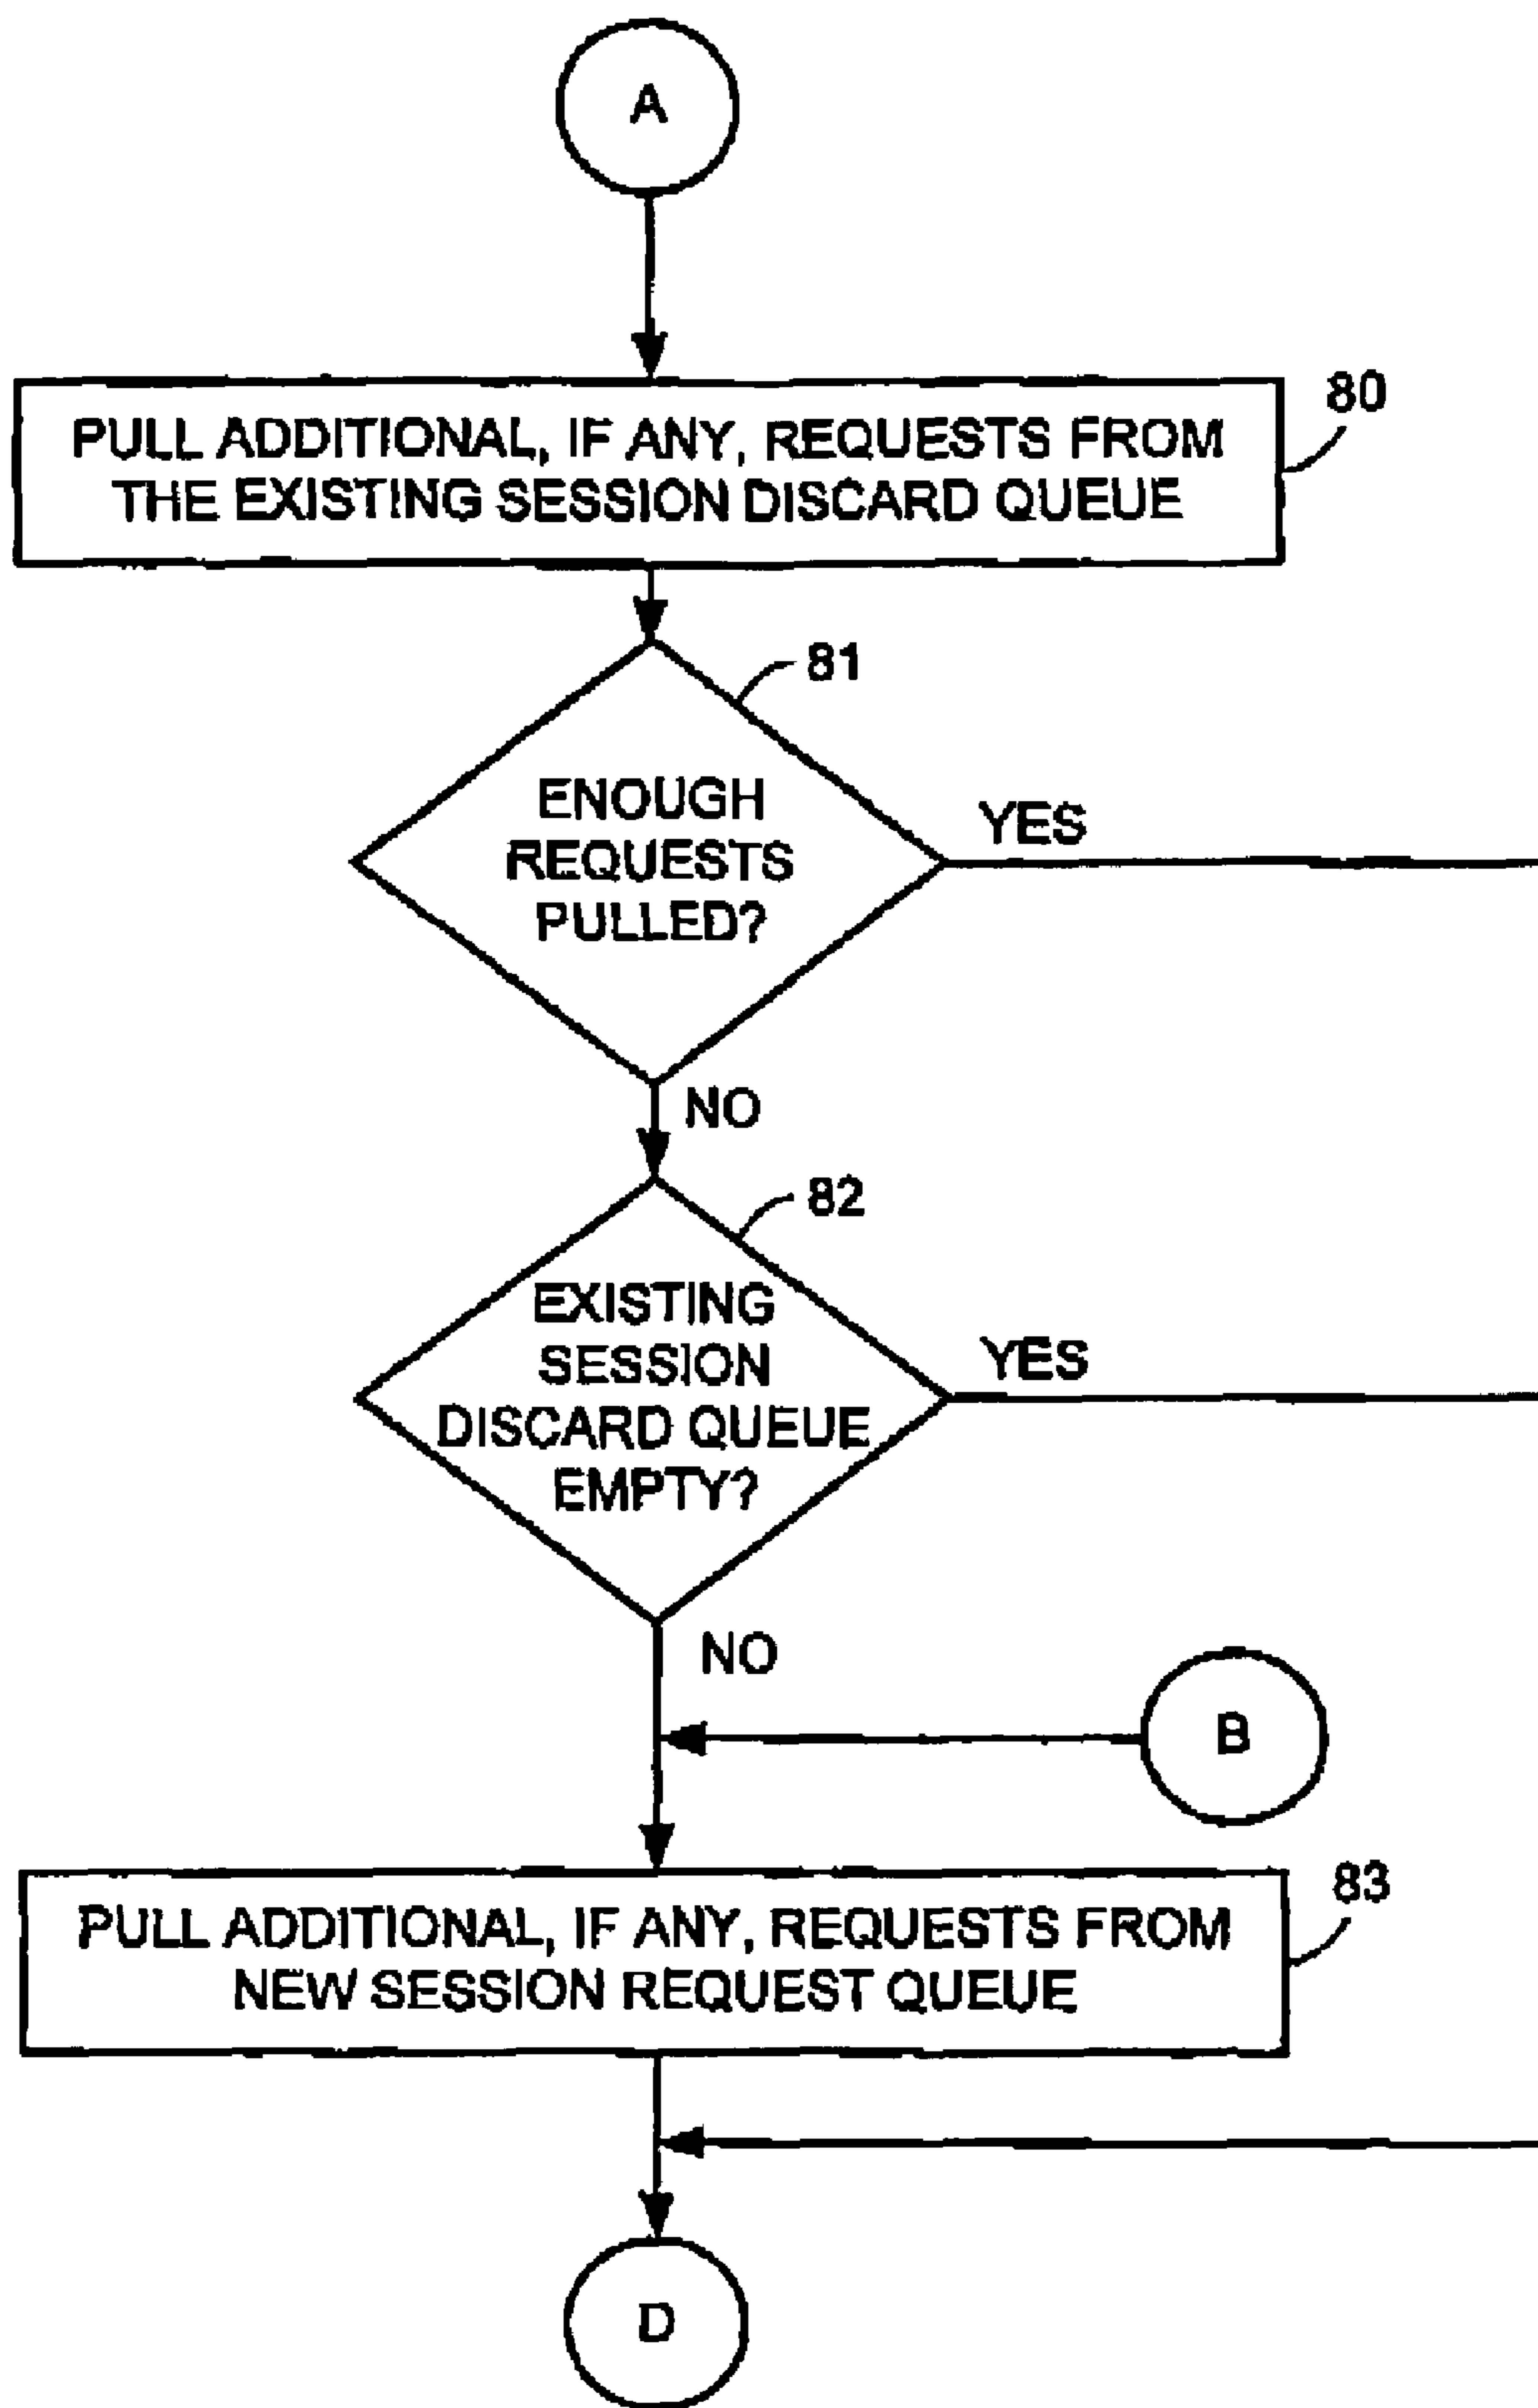 A
PULL ADDITIONAL, IF ANY, REQUESTS FROM
THE EXISTING SESSION DISCARD QUEUE
80
81
ENOUGH
REQUESTS
PULLED?
YES
NO
82
EXISTING
SESSION
DISCARD QUEUE
EMPTY?
YES
NO
B
83
PULL ADDITIONAL, IF ANY, REQUESTS FROM
NEW SESSION REQUEST QUEUE
D